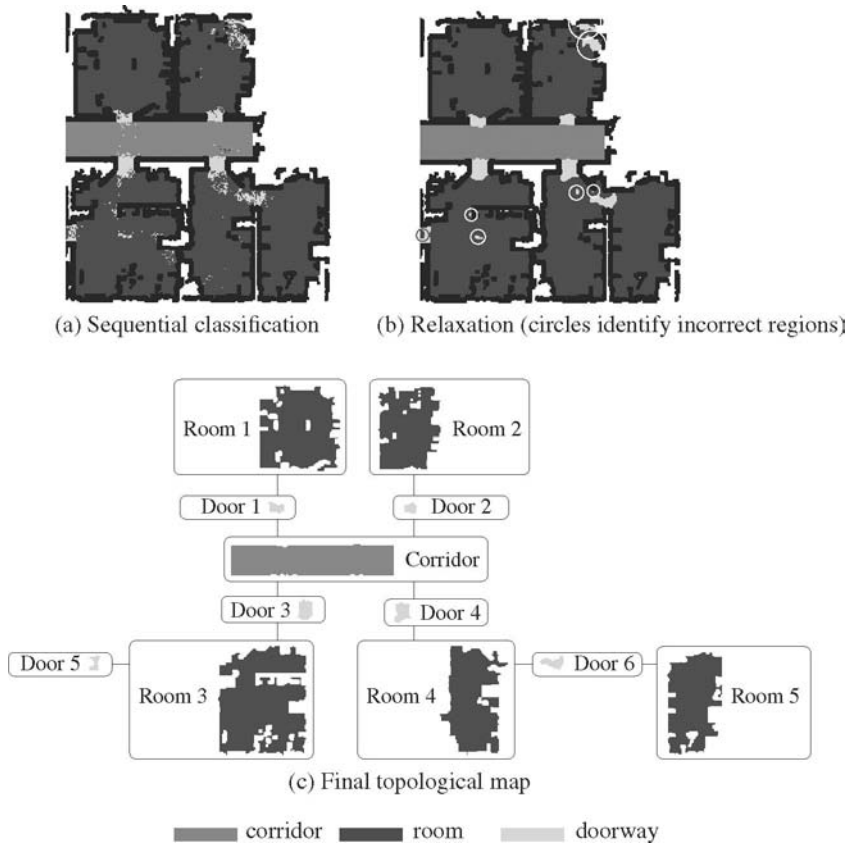 (a) Sequential classification
(b) Relaxation (circles identify incorrect regions)
Room 1
Room 2
Door 1
Door 2
Corridor
Door 3
Door 4
Door 5
Room 3
Room 4
Door 6
Room 5
(c) Final topological map
corridor
room
doorway